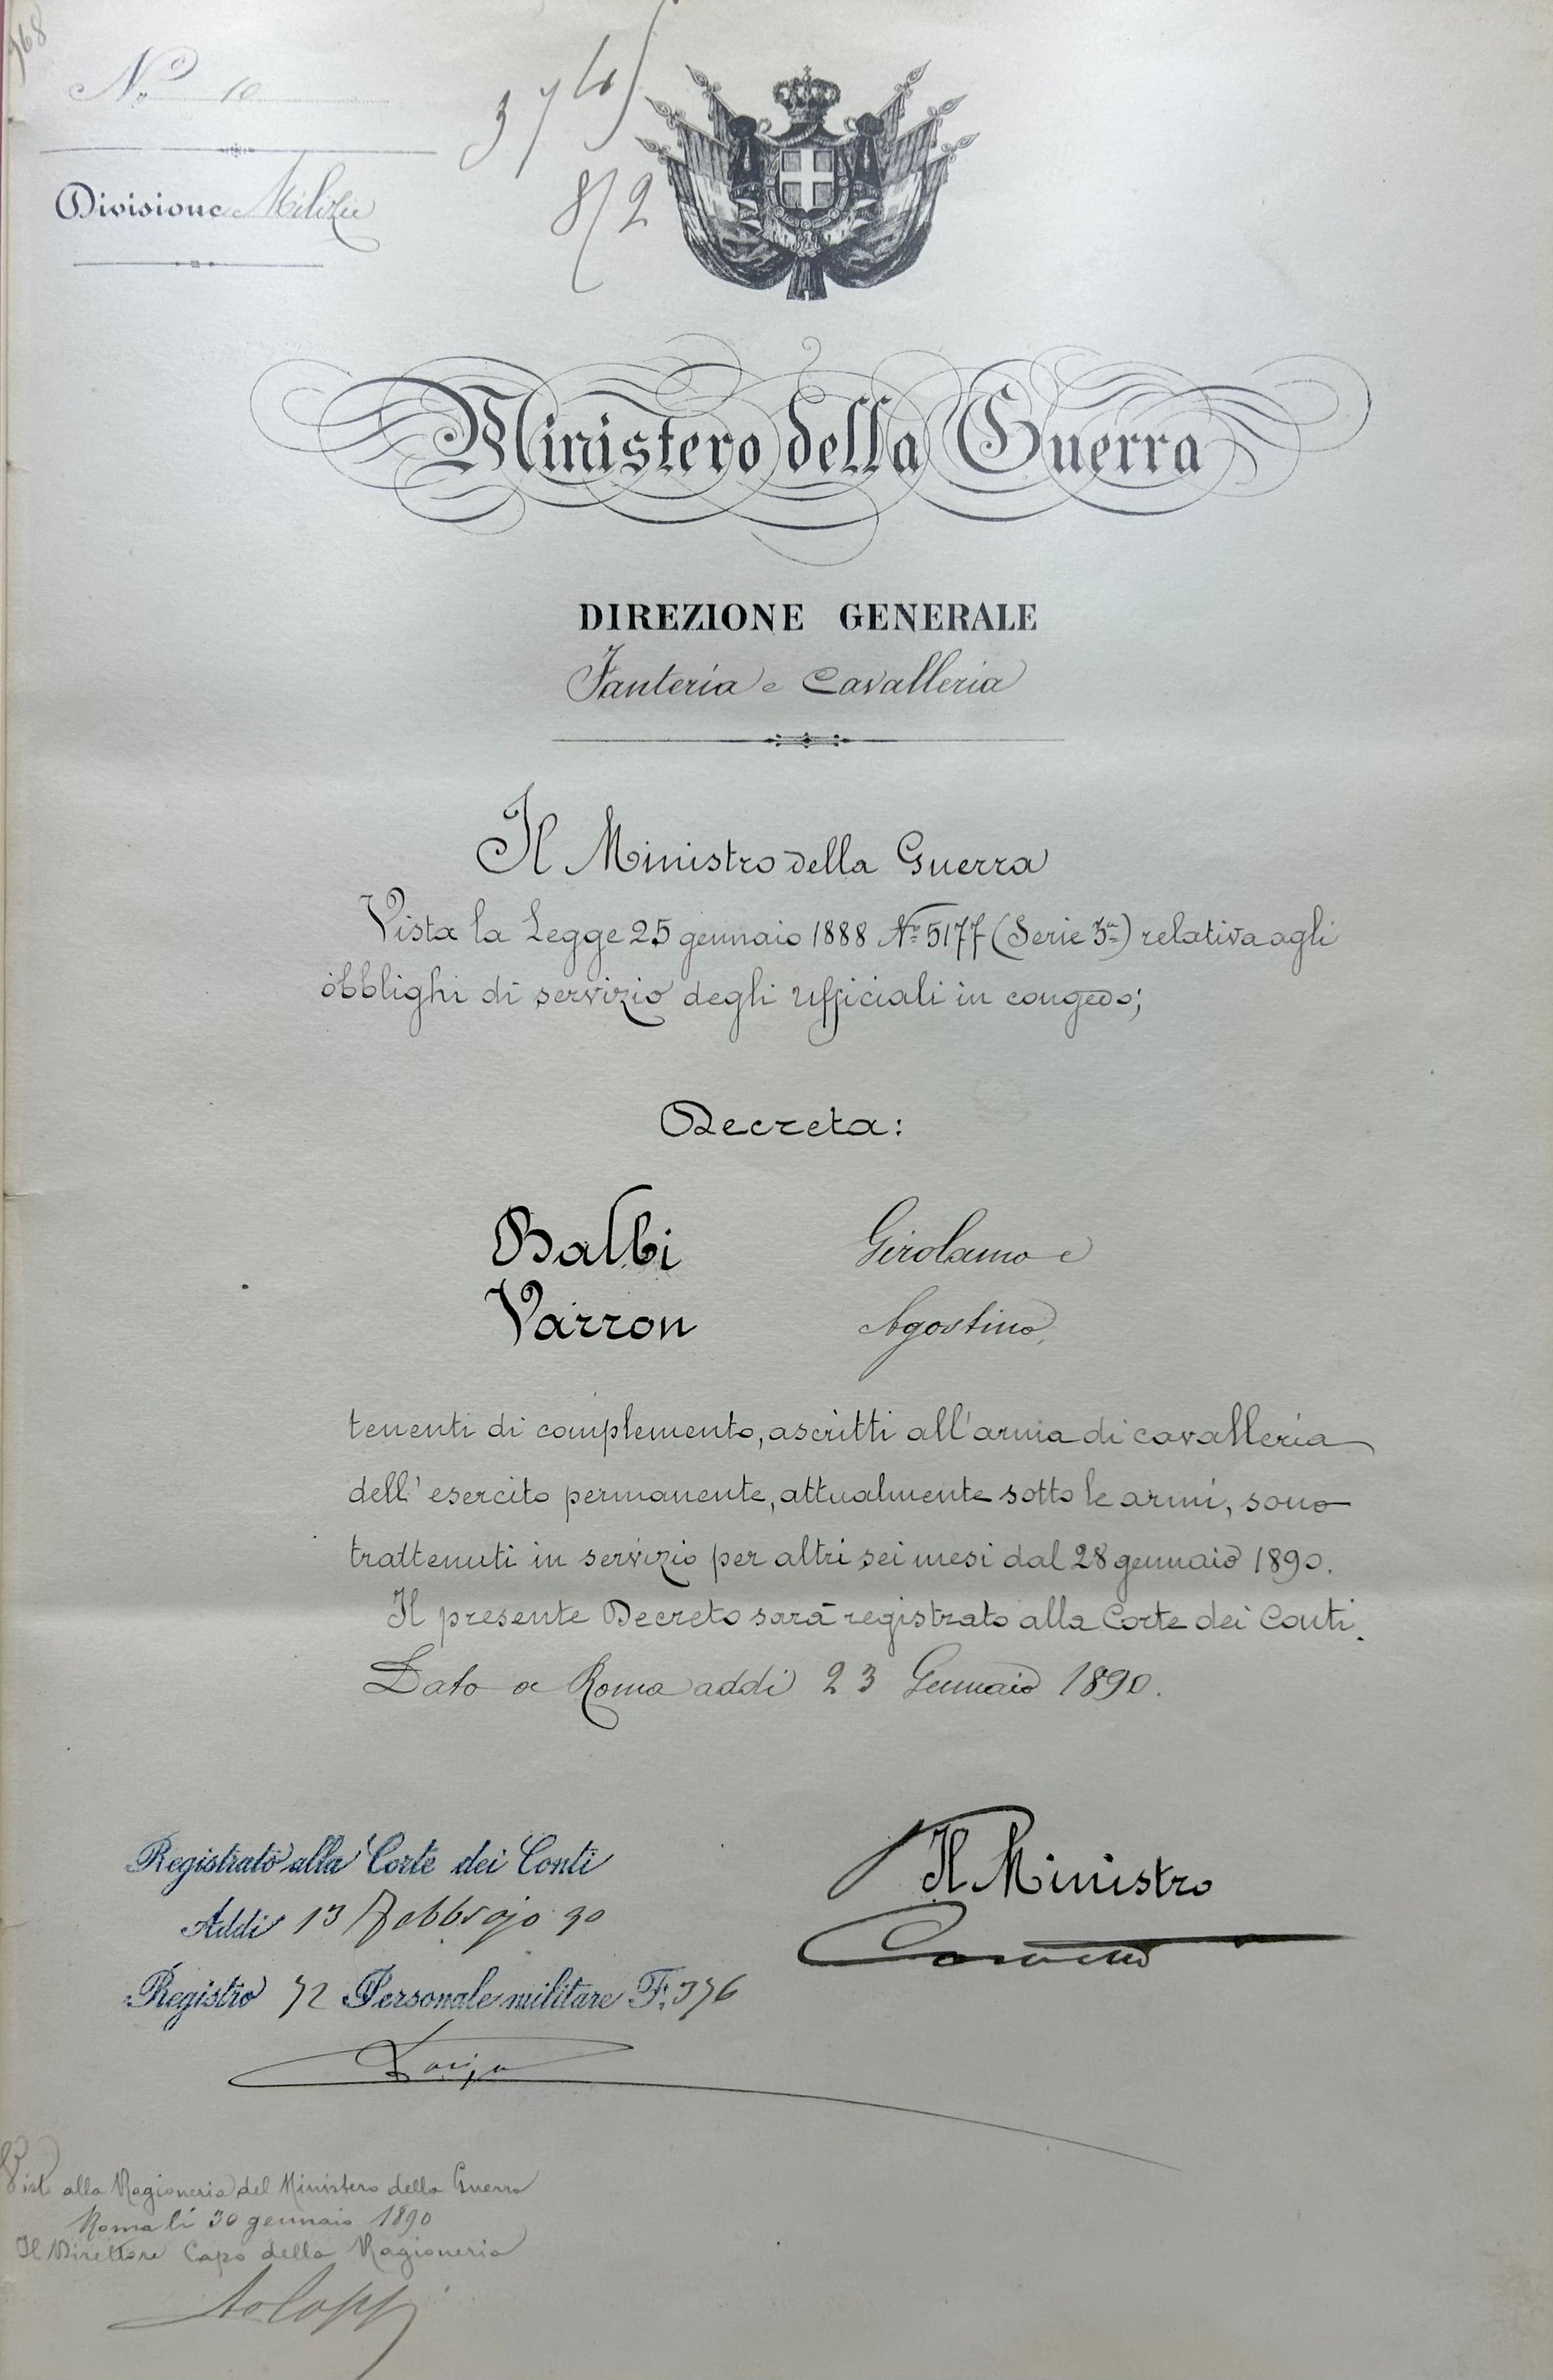 N.º 10
Divisione Milizie
8/2
Ministero della Guerra
DIREZIONE GENERALE
Fanteria e Cavalleria
Il Ministro della Guerra
Vista la Legge 25 gennaio 1888 Nº 5177 (Serie 3ª) relativa agli
obblighi di servizio degli ufficiali in congedo;
Decreta:
Balbi Girolamo e
Varron Agostino,
tenenti di complemento, ascritti all'arma di cavalleria
dell'esercito permanente, attualmente sotto le armi, sono
trattenuti in servizio per altri sei mesi dal 28 gennaio 1890.
Il presente Decreto sarà registrato alla Corte dei Conti.
Dato a Roma addì 23 Gennaio 1890.
Il Ministro
Registrato alla Corte dei Conti
Addì 13 Febbrajo 90
Registro 72 Personale militare F. 376
Visto alla Ragioneria del Ministero della Guerra
Roma lì 30 gennaio 1890
Il Direttore Capo della Ragioneria